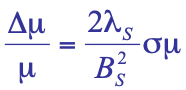 Δμ/μ = 2λ_S/B_S^2 σμ